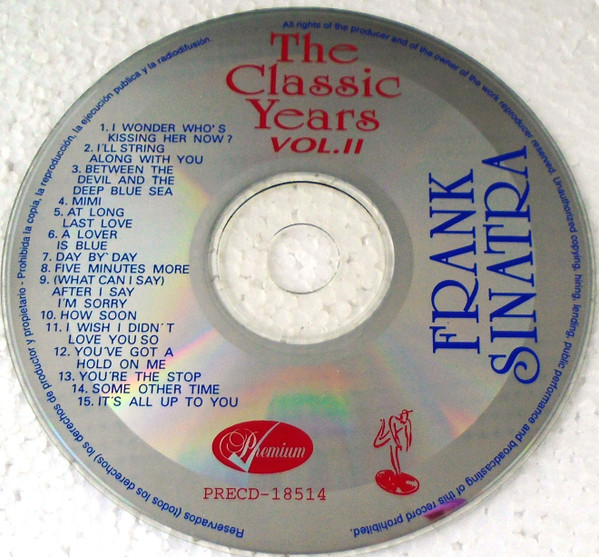 The
Classic
Years
VOL.II
FRANK
SINATRA
1. I WONDER WHO'S
KISSING HER NOW?
2. I'LL STRING
ALONG WITH YOU
3. BETWEEN THE
DEVIL AND THE
DEEP BLUE SEA
4. MIMI
5. AT LONG
LAST LOVE
6. A LOVER
IS BLUE
7. DAY BY DAY
8. FIVE MINUTES MORE
9. (WHAT CAN I SAY)
AFTER I SAY
I'M SORRY
10. HOW SOON
11. I WISH I DIDN'T
LOVE YOU SO
12. YOU'VE GOT A
HOLD ON ME
13. YOU'RE THE STOP
14. SOME OTHER TIME
15. IT'S ALL UP TO YOU
Premium
PRECD-18514
All rights of the producer and of the owner of the work reproducer reserved. Unauthorized copying, hiring, lending, public performance and broadcasting of this record prohibited.
Reservados (todos los derechos) los derechos de productor y propietario - Prohibida la copia, la reproducción, la ejecución publica y la radiodifusión.